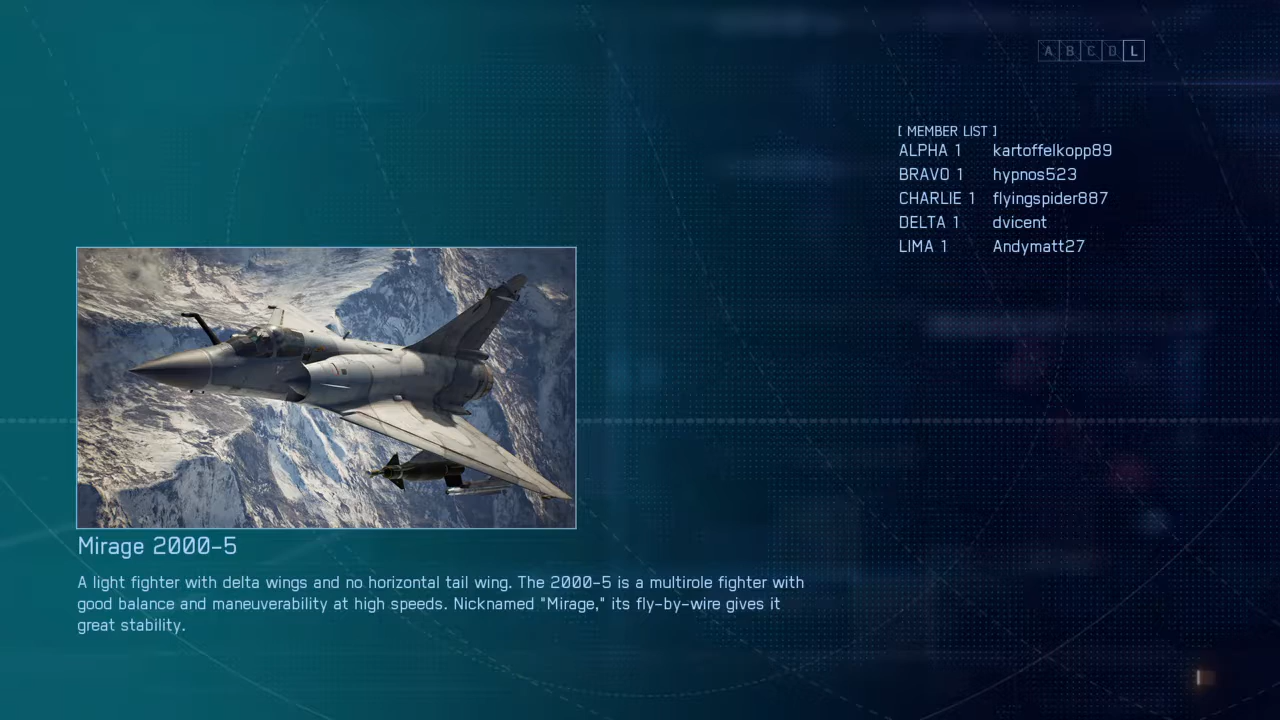 A B C D L
[ MEMBER LIST ]
ALPHA 1 kartoffelkopp89
BRAVO 1 hypnos523
CHARLIE 1 flyingspider887
DELTA 1 dvicent
LIMA 1 Andymatt27
Mirage 2000-5
A light fighter with delta wings and no horizontal tail wing. The 2000-5 is a multirole fighter with
good balance and maneuverability at high speeds. Nicknamed "Mirage," its fly-by-wire gives it
great stability.